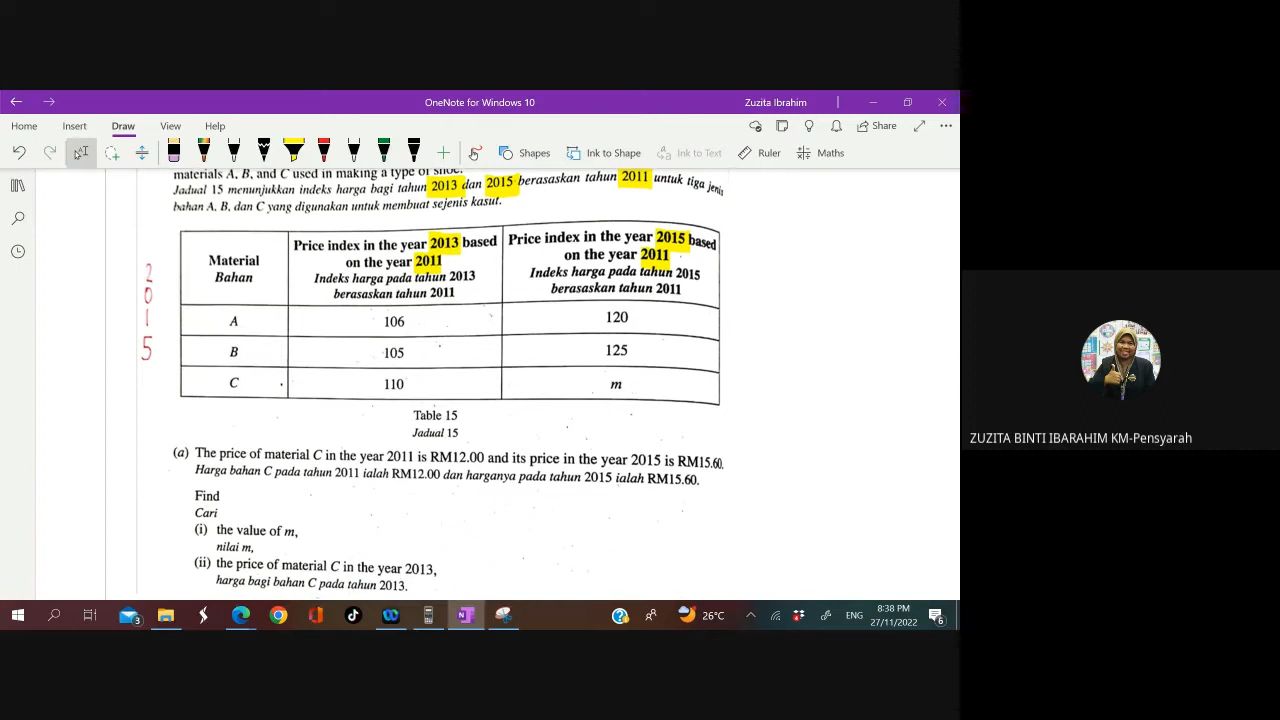 OneNote for Windows 10
Zuzita Ibrahim
Home
Insert
Draw
View
Help
Share
Shapes
Ink to Shape
Ink to Text
Ruler
Maths
materials A, B, and C used in making a type of shoe.
Jadual 15 menunjukkan indeks harga bagi tahun 2013 dan 2015 berasaskan tahun 2011 untuk tiga jenis
bahan A, B, dan C yang digunakan untuk membuat sejenis kasut.
2
0
1
5
Material
Bahan
Price index in the year 2013 based
on the year 2011
Indeks harga pada tahun 2013
berasaskan tahun 2011
Price index in the year 2015 based
on the year 2011
Indeks harga pada tahun 2015
berasaskan tahun 2011
A 106 120
B 105 125
C 110 m
Table 15
Jadual 15
(a) The price of material C in the year 2011 is RM12.00 and its price in the year 2015 is RM15.60.
Harga bahan C pada tahun 2011 ialah RM12.00 dan harganya pada tahun 2015 ialah RM15.60.
Find
Cari
(i) the value of m,
nilai m,
(ii) the price of material C in the year 2013,
harga bagi bahan C pada tahun 2013.
ZUZITA BINTI IBARAHIM KM-Pensyarah
3
26°C
ENG
8:38 PM
27/11/2022
6